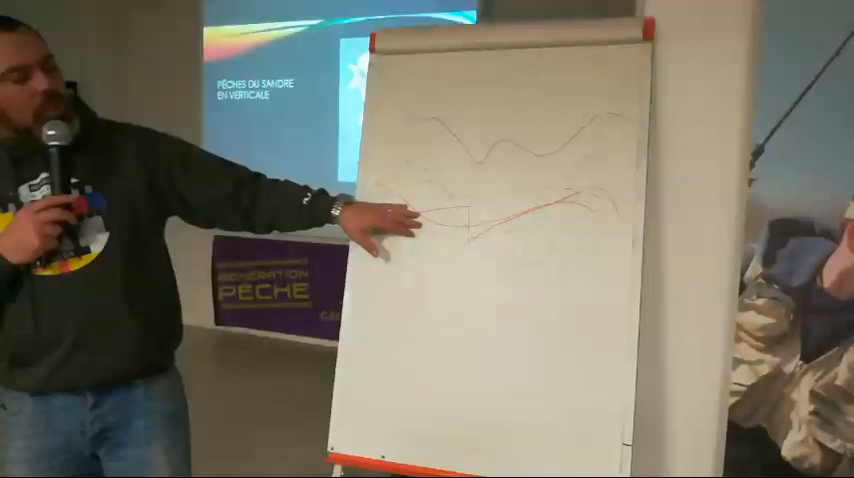 PÊCHES DU SANDRE
EN VERTICALE
GÉNÉRATION
PÊCHE